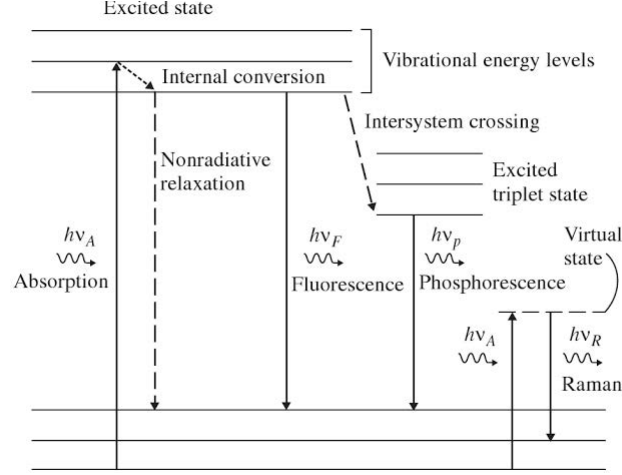 Excited state
Vibrational energy levels
Internal conversion
Intersystem crossing
Nonradiative
relaxation
Excited
triplet state
hν_A
Absorption
hν_F
Fluorescence
hν_p
Phosphorescence
Virtual
state
hν_A
hν_R
Raman